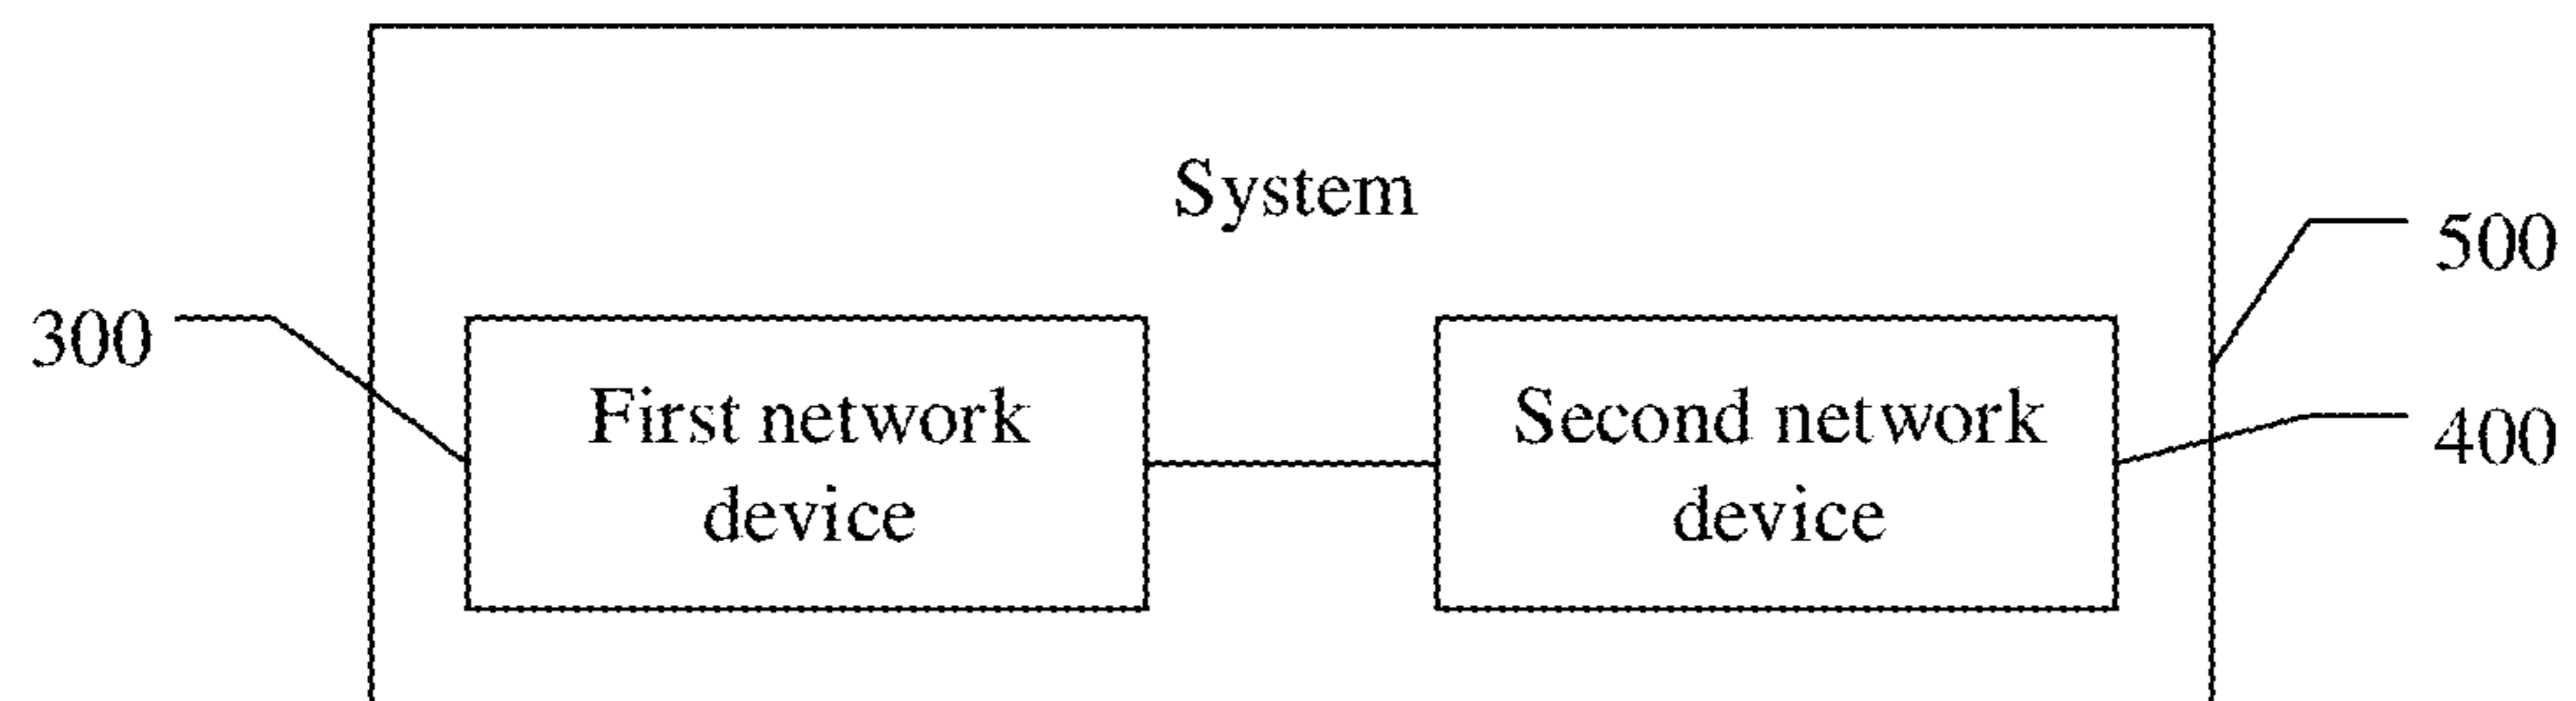 System
500
300
First network
device
Second network
device
400